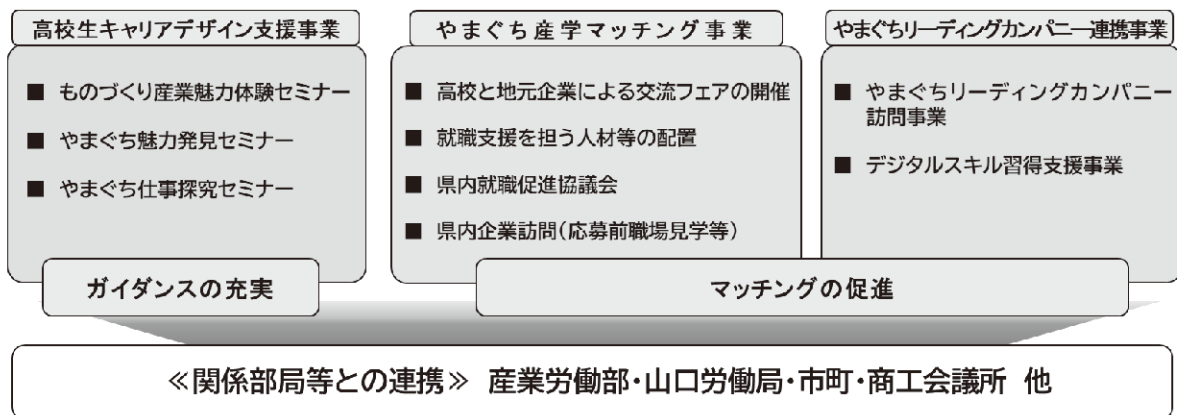 高校生キャリアデザイン支援事業
■ ものづくり産業魅力体験セミナー
■ やまぐち魅力発見セミナー
■ やまぐち仕事探究セミナー
やまぐち産学マッチング事業
■ 高校と地元企業による交流フェアの開催
■ 就職支援を担う人材等の配置
■ 県内就職促進協議会
■ 県内企業訪問(応募前職場見学等)
やまぐちリーディングカンパニー連携事業
■ やまぐちリーディングカンパニー
訪問事業
■ デジタルスキル習得支援事業
ガイダンスの充実
マッチングの促進
≪関係部局等との連携≫ 産業労働部・山口労働局・市町・商工会議所 他